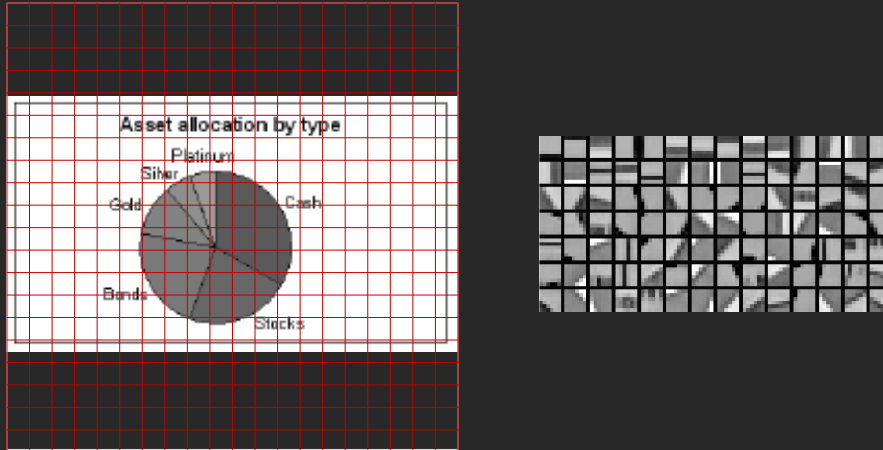 Asset allocation by type
Platinum
Silver
Gold
Cash
Bonds
Stocks